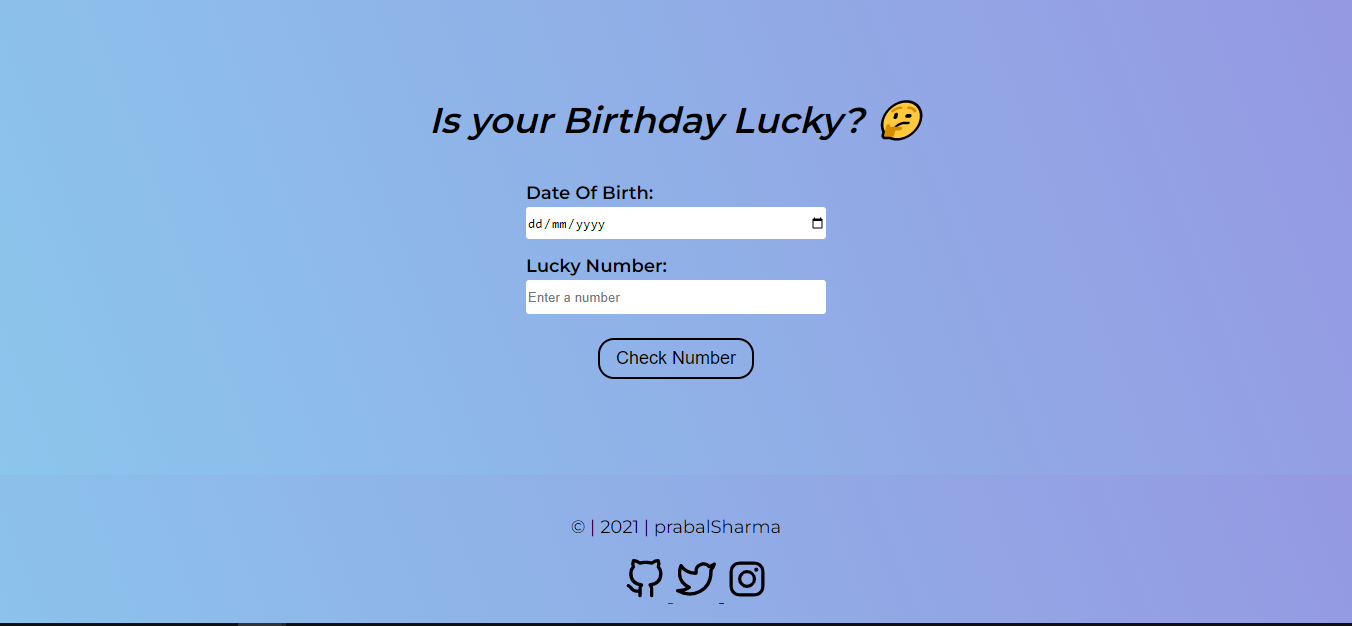 Is your Birthday Lucky? 🤔
Date Of Birth:
dd/mm/yyyy
Lucky Number:
Enter a number
Check Number
© | 2021 | prabalSharma